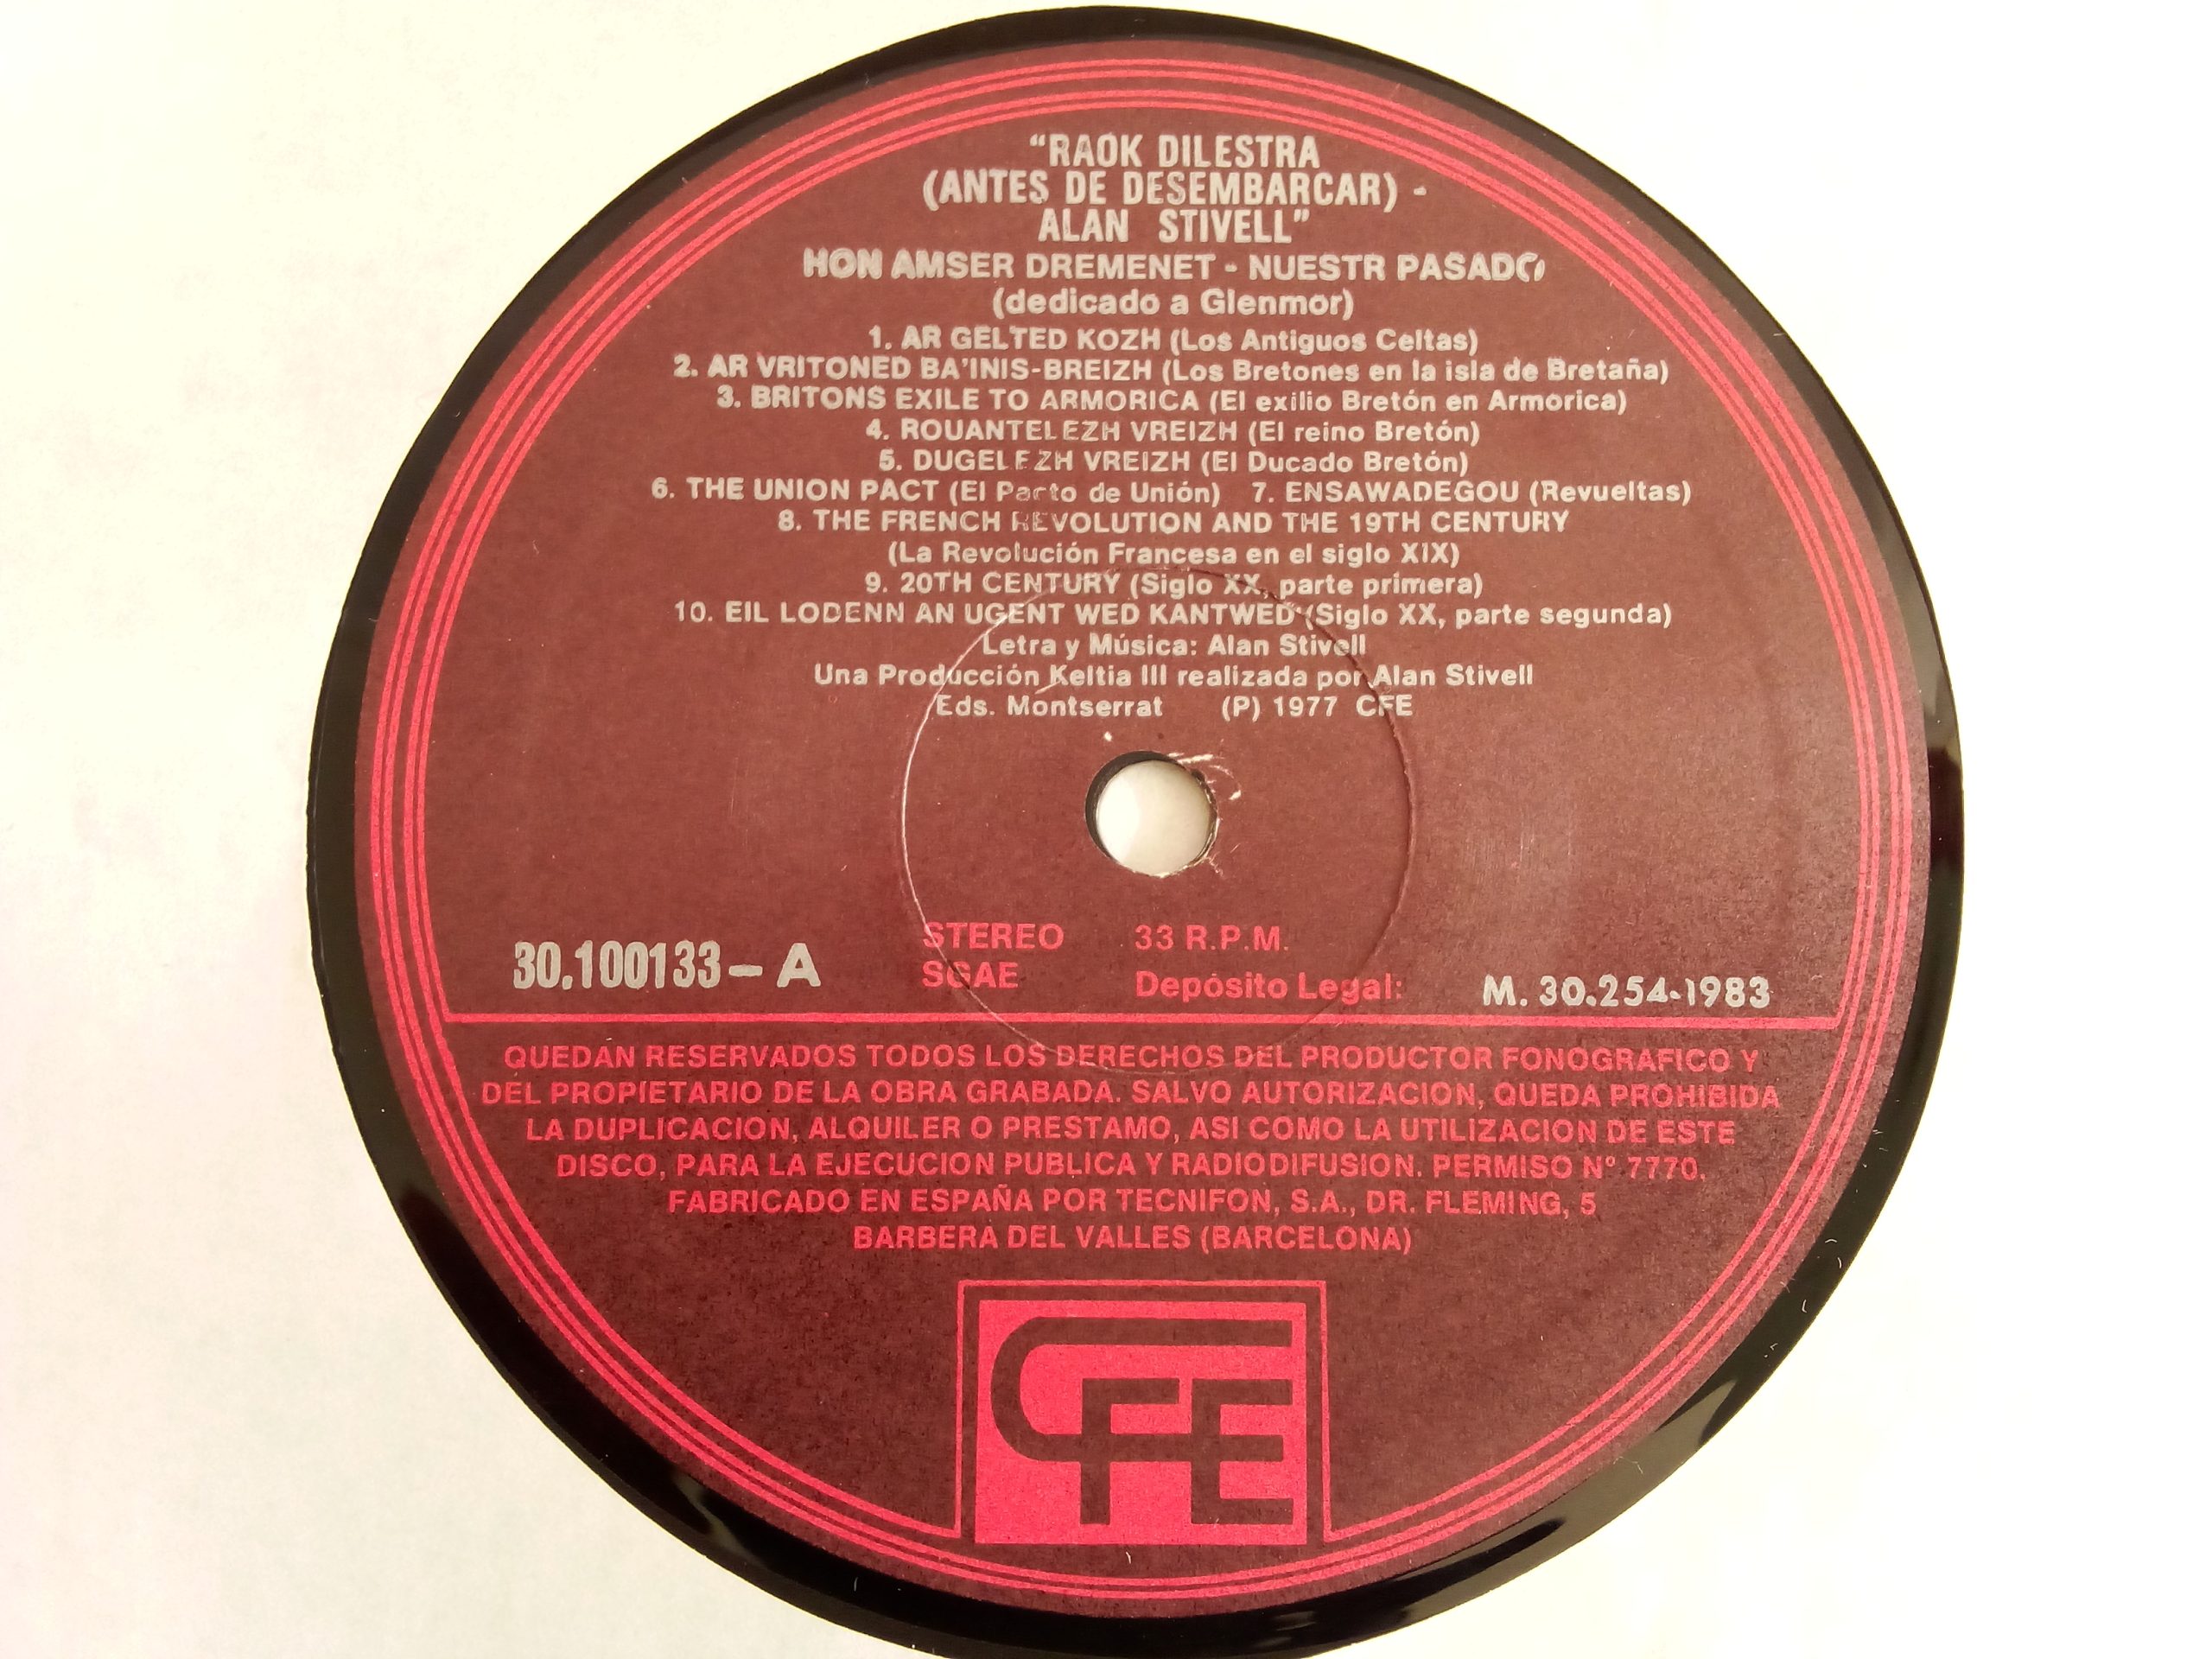 "RAOK DILESTRA
(ANTES DE DESEMBARCAR) -
ALAN STIVELL"
HON AMSER DREMENET - NUESTR PASADO
(dedicado a Glenmor)
1. AR GELTED KOZH (Los Antiguos Celtas)
2. AR VRITONED BA'INIS-BREIZH (Los Bretones en la isla de Bretaña)
3. BRITONS EXILE TO ARMORICA (El exilio Bretón en Armorica)
4. ROUANTELEZH VREIZH (El reino Bretón)
5. DUGELEZH VREIZH (El Ducado Bretón)
6. THE UNION PACT (El Pacto de Unión) 7. ENSAWADEGOU (Revueltas)
8. THE FRENCH REVOLUTION AND THE 19TH CENTURY
(La Revolución Francesa en el siglo XIX)
9. 20TH CENTURY (Siglo XX, parte primera)
10. EIL LODENN AN UGENT WED KANTWED (Siglo XX, parte segunda)
Letra y Música: Alan Stivell
Una Producción Keltia III realizada por Alan Stivell
Eds. Montserrat (P) 1977 CFE
30.100133 - A
STEREO 33 R.P.M.
SGAE Depósito Legal: M. 30.254-1983
QUEDAN RESERVADOS TODOS LOS DERECHOS DEL PRODUCTOR FONOGRAFICO Y
DEL PROPIETARIO DE LA OBRA GRABADA. SALVO AUTORIZACION, QUEDA PROHIBIDA
LA DUPLICACION, ALQUILER O PRESTAMO, ASI COMO LA UTILIZACION DE ESTE
DISCO, PARA LA EJECUCION PUBLICA Y RADIODIFUSION. PERMISO Nº 7770.
FABRICADO EN ESPAÑA POR TECNIFON, S.A., DR. FLEMING, 5
BARBERA DEL VALLES (BARCELONA)
CFE